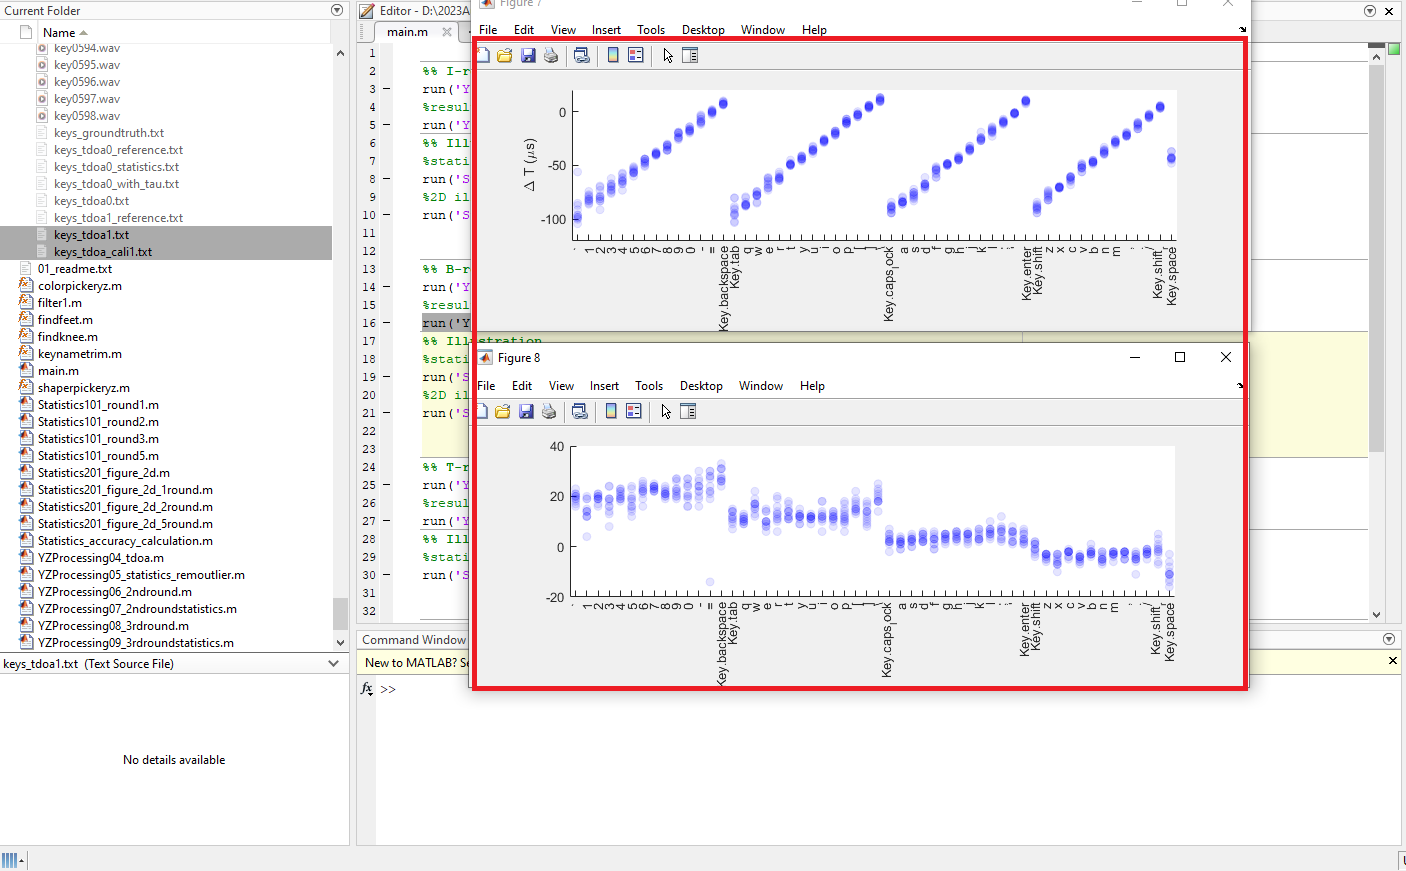 Current Folder
Name
key0594.wav
key0595.wav
key0596.wav
key0597.wav
key0598.wav
keys_groundtruth.txt
keys_tdoa0_reference.txt
keys_tdoa0_statistics.txt
keys_tdoa0_with_tau.txt
keys_tdoa0.txt
keys_tdoa1_reference.txt
keys_tdoa1.txt
keys_tdoa_cali1.txt
01_readme.txt
colorpickeryz.m
filter1.m
findfeet.m
findknee.m
keynametrim.m
main.m
shaperpickeryz.m
Statistics101_round1.m
Statistics101_round2.m
Statistics101_round3.m
Statistics101_round5.m
Statistics201_figure_2d.m
Statistics201_figure_2d_1round.m
Statistics201_figure_2d_2round.m
Statistics201_figure_2d_5round.m
Statistics_accuracy_calculation.m
YZProcessing04_tdoa.m
YZProcessing05_statistics_remoutlier.m
YZProcessing06_2ndround.m
YZProcessing07_2ndroundstatistics.m
YZProcessing08_3rdround.m
YZProcessing09_3rdroundstatistics.m
keys_tdoa1.txt (Text Source File)
No details available
Editor - D:\2023A
main.m
1
2 %% I-r
3 run('Y
4 %resul
5 run('Y
6 %% Ill
7 %stati
8 run('S
9 %2D il
10 run('S
11
12
13 %% B-r
14 run('Y
15 %resul
16 run('Y
17 %% Illustration
18 %stati
19 run('S
20 %2D il
21 run('S
22
23
24 %% T-r
25 run('Y
26 %resul
27 run('Y
28 %% Ill
29 %stati
30 run('S
31
32
Figure 7
File Edit View Insert Tools Desktop Window Help
0
-50
-100
Δ T (μs)
` 1 2 3 4 5 6 7 8 9 0 - = Key.backspace Key.tab q w e r t y u i o p [ ] \ Key.caps_lock a s d f g h j k l ; ' Key.enter Key.shift z x c v b n m , . / Key.shift_r Key.space
Figure 8
File Edit View Insert Tools Desktop Window Help
40
20
0
-20
` 1 2 3 4 5 6 7 8 9 0 - = Key.backspace Key.tab q w e r t y u i o p [ ] \ Key.caps_lock a s d f g h j k l ; ' Key.enter Key.shift z x c v b n m , . / Key.shift_r Key.space
Command Window
New to MATLAB? Se
fx >>